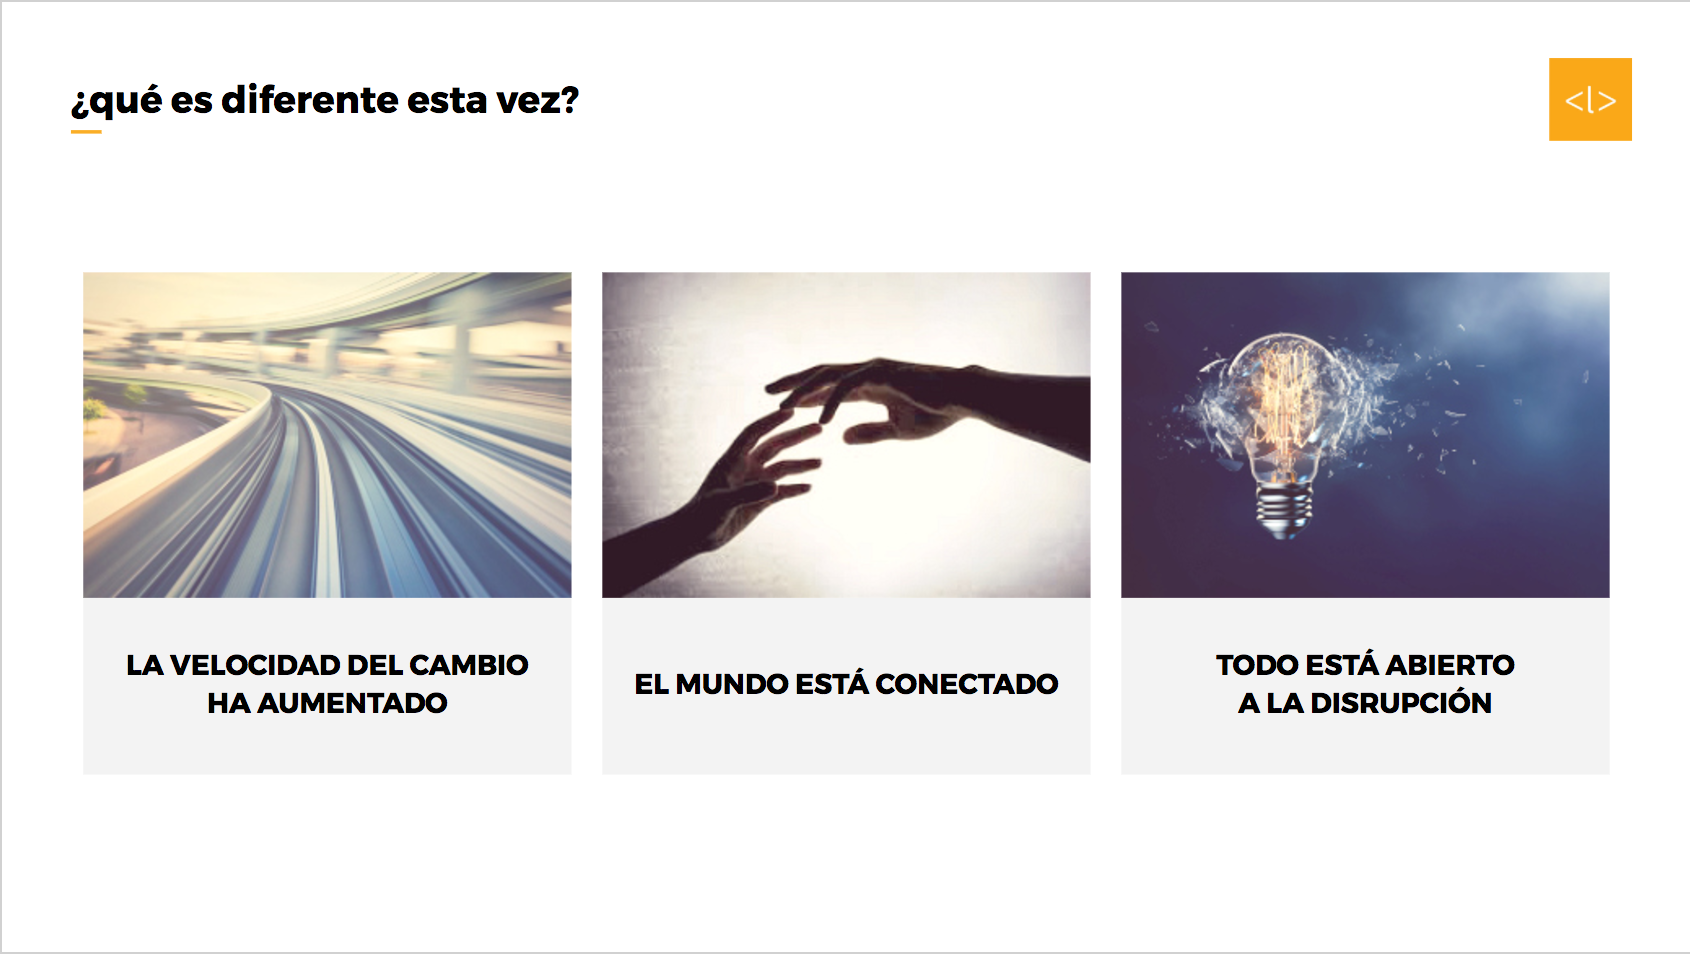 ¿qué es diferente esta vez?
<l>
LA VELOCIDAD DEL CAMBIO
HA AUMENTADO
EL MUNDO ESTÁ CONECTADO
TODO ESTÁ ABIERTO
A LA DISRUPCIÓN